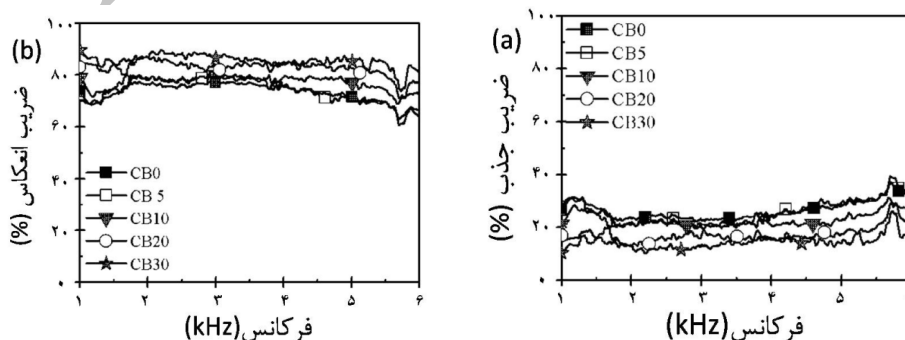 (b)
ضریب انعکاس (%)
۱۰۰
۸۰
۶۰
۴۰
۲۰
۰
CB0
CB 5
CB10
CB20
CB30
۱ ۲ ۳ ۴ ۵ ۶
فرکانس(kHz)
(a)
ضریب جذب (%)
۱۰۰
۸۰
۶۰
۴۰
۲۰
۰
CB0
CB5
CB10
CB20
CB30
۱ ۲ ۳ ۴ ۵
فرکانس(kHz)